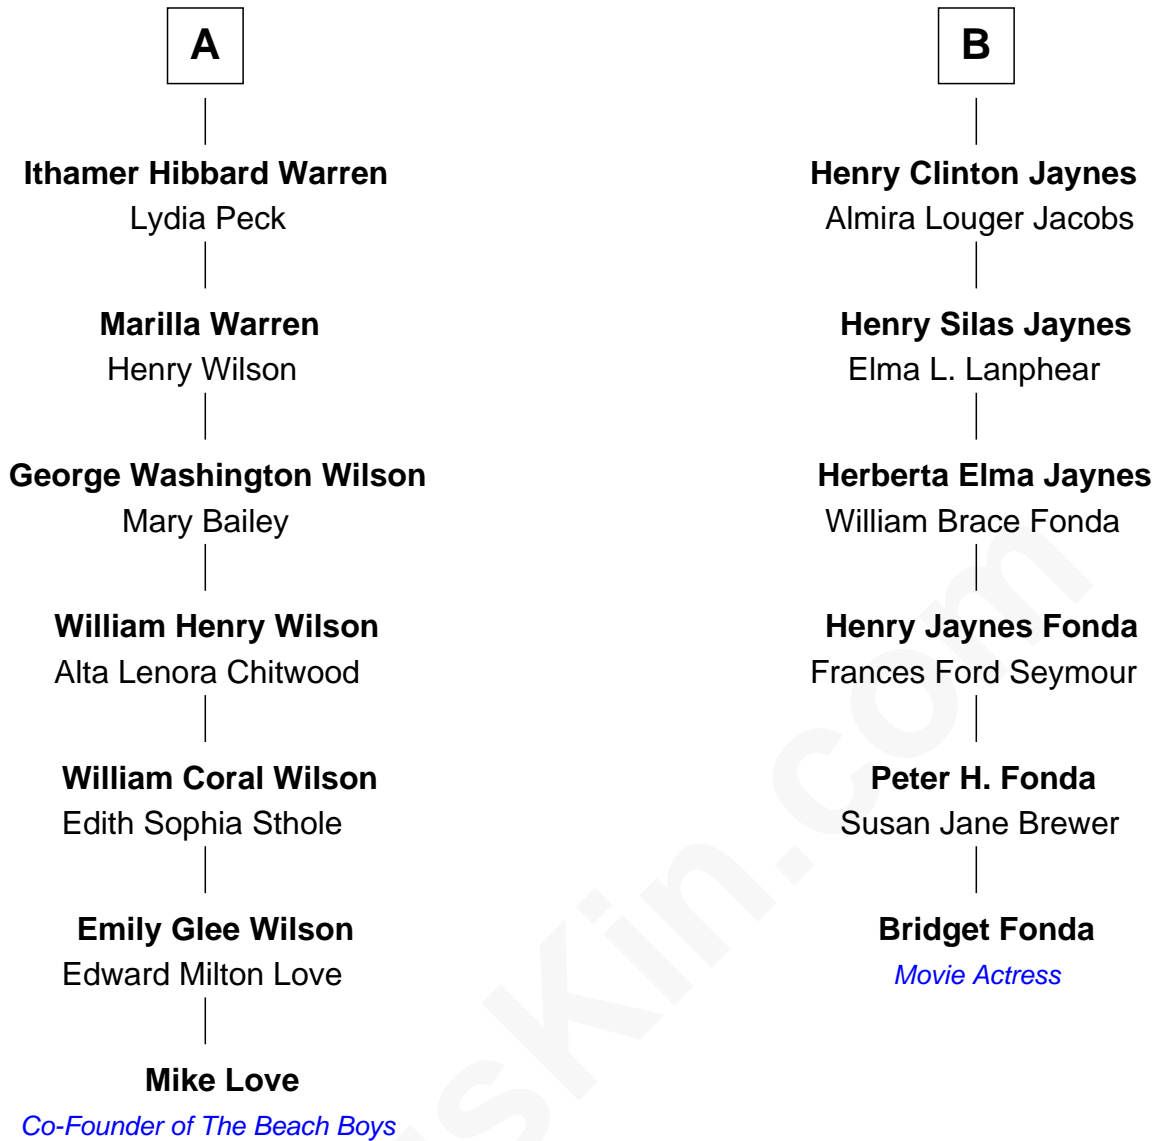 A
Ithamer Hibbard Warren
Lydia Peck
Marilla Warren
Henry Wilson
George Washington Wilson
Mary Bailey
William Henry Wilson
Alta Lenora Chitwood
William Coral Wilson
Edith Sophia Sthole
Emily Glee Wilson
Edward Milton Love
Mike Love
Co-Founder of The Beach Boys
B
Henry Clinton Jaynes
Almira Louger Jacobs
Henry Silas Jaynes
Elma L. Lanphear
Herberta Elma Jaynes
William Brace Fonda
Henry Jaynes Fonda
Frances Ford Seymour
Peter H. Fonda
Susan Jane Brewer
Bridget Fonda
Movie Actress